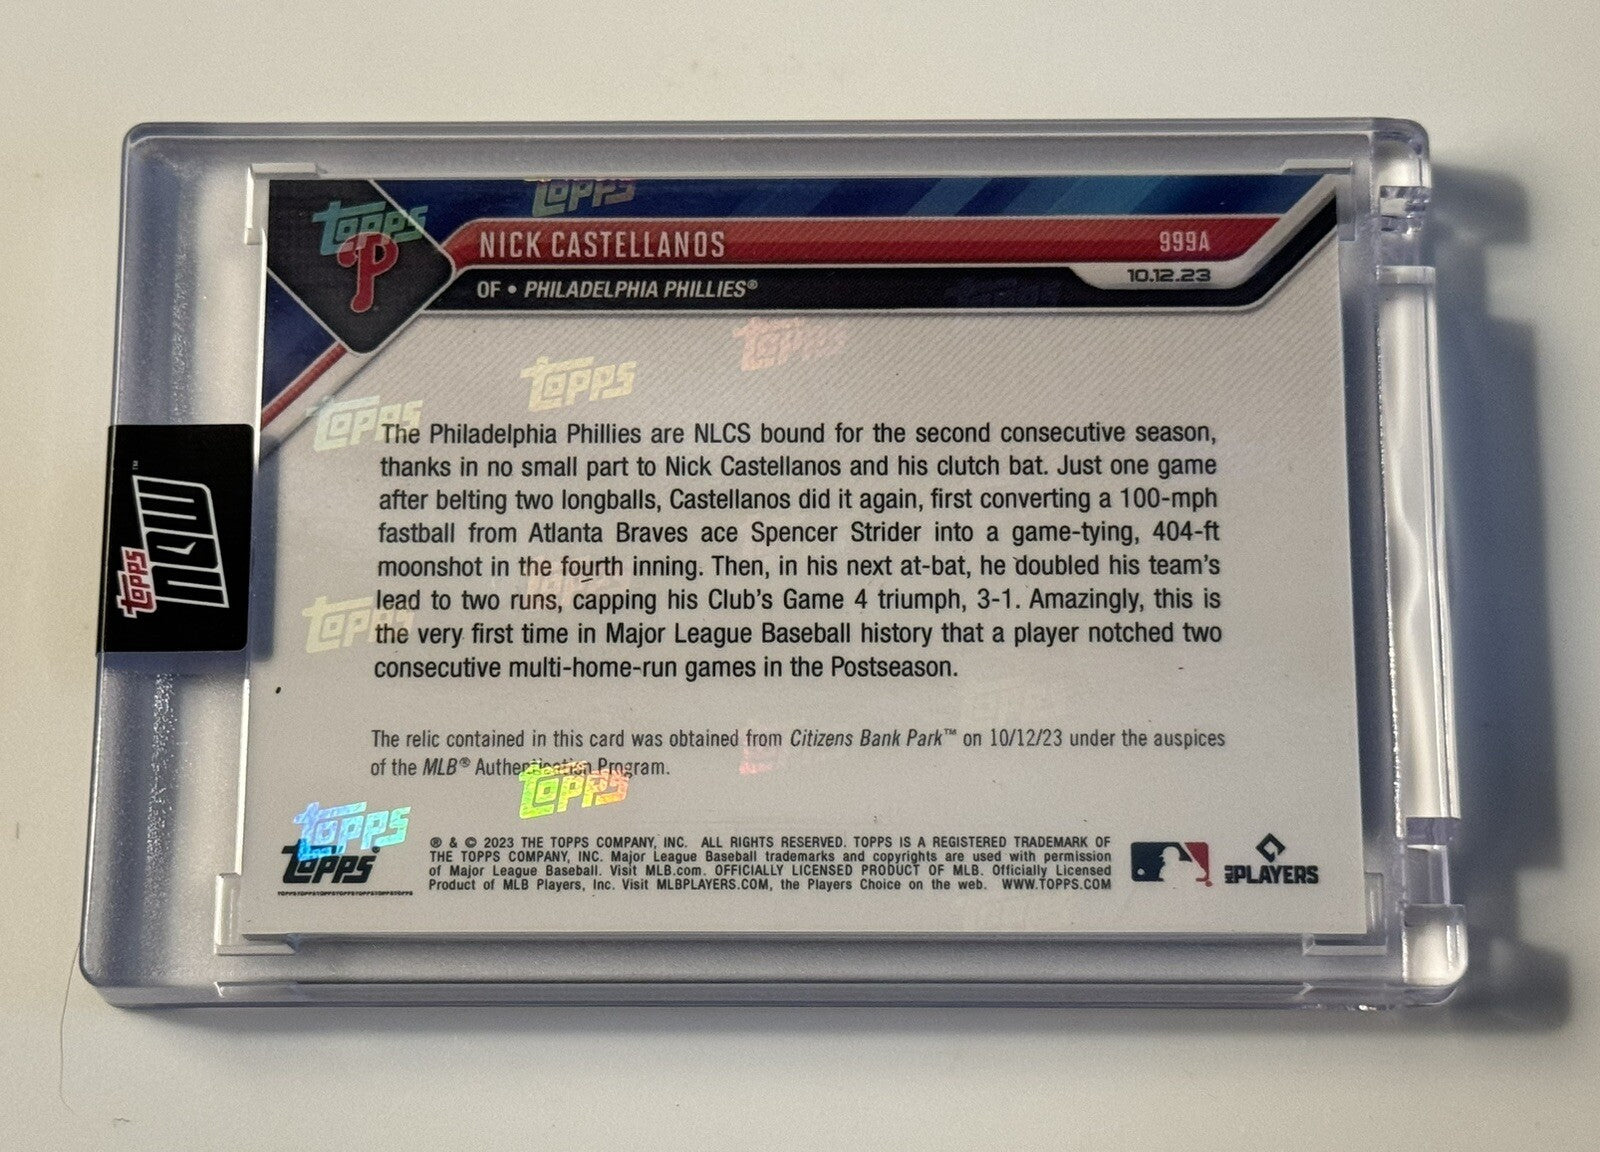 NICK CASTELLANOS
999A
10.12.23
OF • PHILADELPHIA PHILLIES®
TOPPS
TOPPS
P
TOPPS
TOPPS
TOPPS
TOPPS
The Philadelphia Phillies are NLCS bound for the second consecutive season,
thanks in no small part to Nick Castellanos and his clutch bat. Just one game
after belting two longballs, Castellanos did it again, first converting a 100-mph
fastball from Atlanta Braves ace Spencer Strider into a game-tying, 404-ft
moonshot in the fourth inning. Then, in his next at-bat, he doubled his team's
lead to two runs, capping his Club's Game 4 triumph, 3-1. Amazingly, this is
the very first time in Major League Baseball history that a player notched two
consecutive multi-home-run games in the Postseason.
The relic contained in this card was obtained from Citizens Bank Park™ on 10/12/23 under the auspices
of the MLB® Authentication Program.
TOPPS
TOPPS
TOPPS
® & © 2023 THE TOPPS COMPANY, INC. ALL RIGHTS RESERVED. TOPPS IS A REGISTERED TRADEMARK OF
THE TOPPS COMPANY, INC. Major League Baseball trademarks and copyrights are used with permission
of Major League Baseball. Visit MLB.com. OFFICIALLY LICENSED PRODUCT OF MLB. Officially Licensed
Product of MLB Players, Inc. Visit MLBPLAYERS.COM, the Players Choice on the web. WWW.TOPPS.COM
MLB PLAYERS
TOPPS NOW™